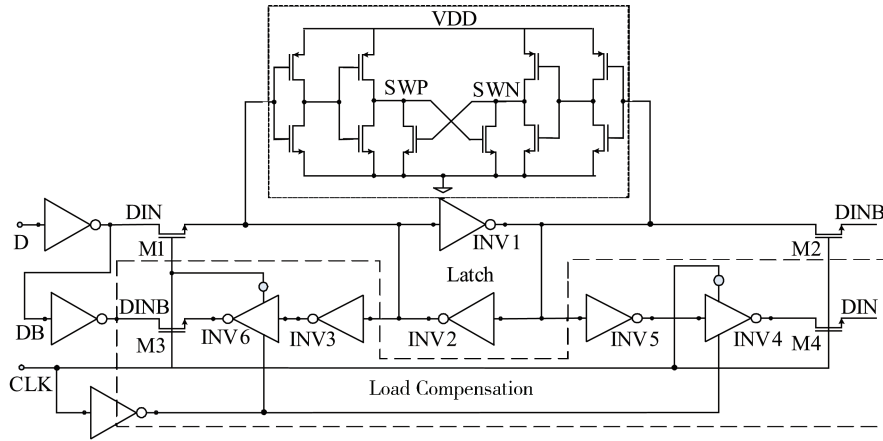 VDD
SWP SWN
DIN DINB
D M1 INV1 M2
Latch
DINB DIN
DB M3 INV6 INV3 INV2 INV5 INV4 M4
CLK
Load Compensation